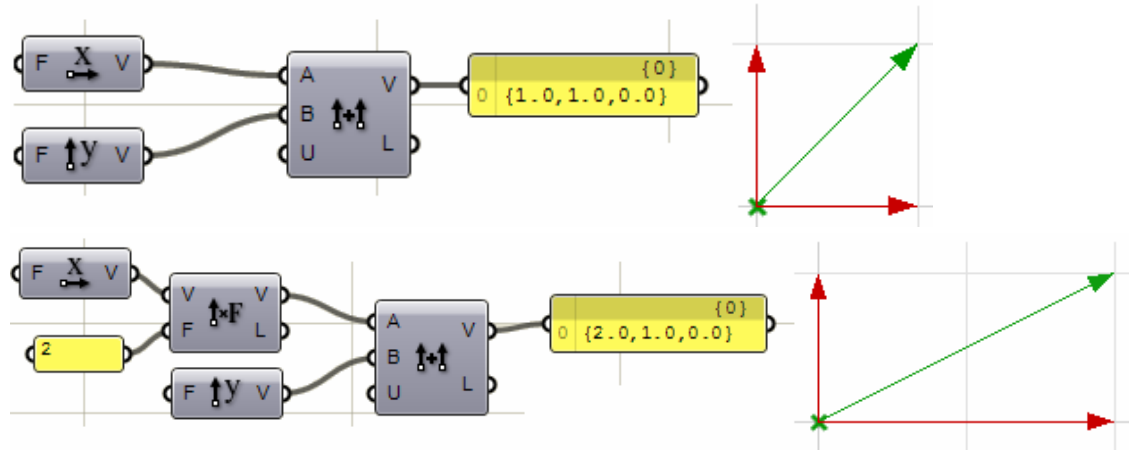 F x V
A
V
{0}
B
0 {1.0,1.0,0.0}
F y V
U
L
F x V
V V
{0}
F ×F L
A
V
0 {2.0,1.0,0.0}
2
B
F y V
U
L